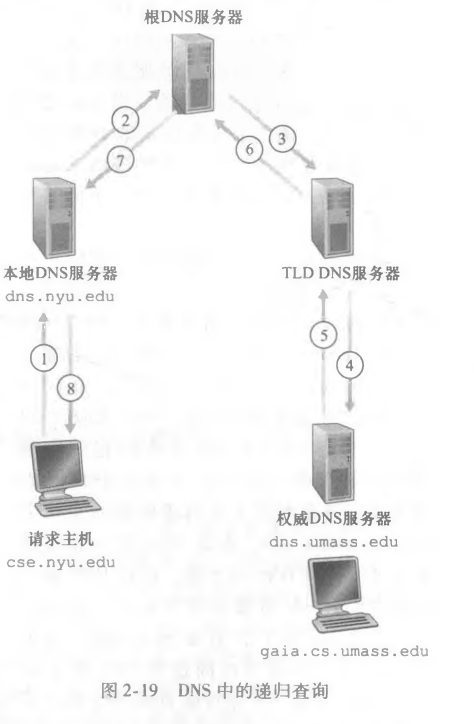 根DNS服务器
2
3
7
6
本地DNS服务器
dns.nyu.edu
TLD DNS服务器
1
8
5
4
请求主机
cse.nyu.edu
权威DNS服务器
dns.umass.edu
gaia.cs.umass.edu
图2-19 DNS 中的递归查询